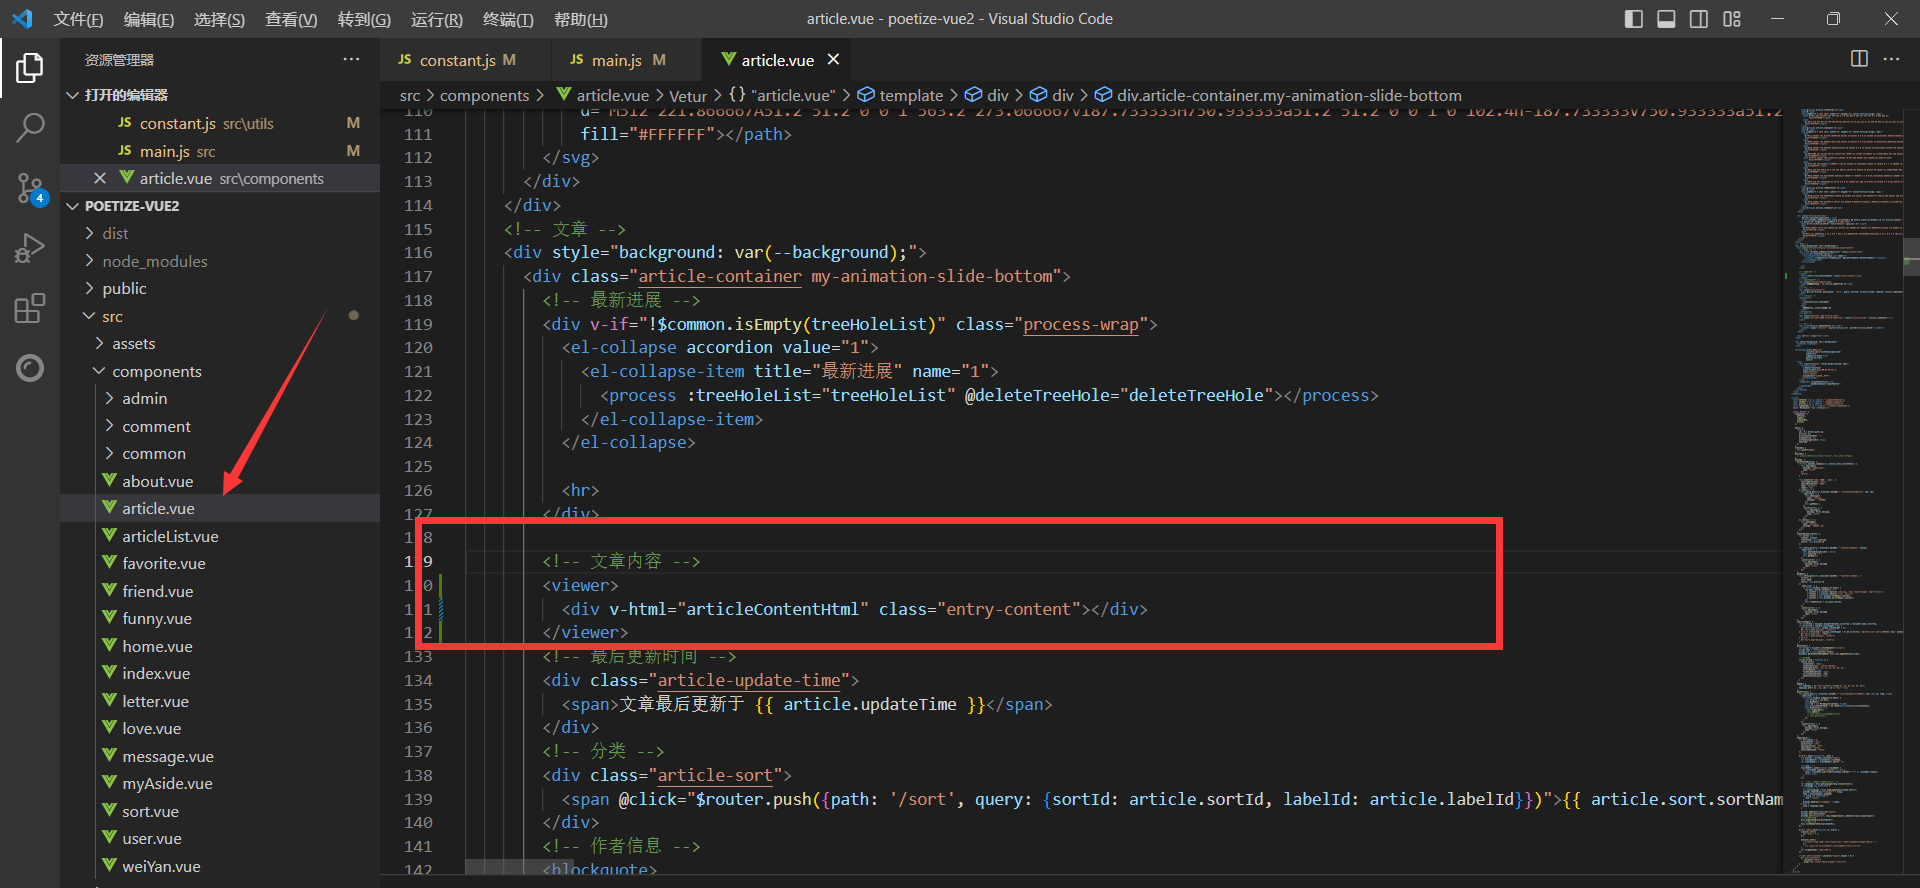 文件(F) 编辑(E) 选择(S) 查看(V) 转到(G) 运行(R) 终端(T) 帮助(H)
article.vue - poetize-vue2 - Visual Studio Code
资源管理器
打开的编辑器
JS constant.js src\utils M
JS main.js src M
article.vue src\components
4
POETIZE-VUE2
dist
node_modules
public
src
assets
components
admin
comment
common
about.vue
article.vue
articleList.vue
favorite.vue
friend.vue
funny.vue
home.vue
index.vue
letter.vue
love.vue
message.vue
myAside.vue
sort.vue
user.vue
weiYan.vue
JS constant.js M
JS main.js M
article.vue
src > components > article.vue > Vetur > {} "article.vue" > template > div > div > div.article-container.my-animation-slide-bottom
111 fill="#FFFFFF"></path>
112 </svg>
113 </div>
114 </div>
115 <!-- 文章 -->
116 <div style="background: var(--background);">
117 <div class="article-container my-animation-slide-bottom">
118 <!-- 最新进展 -->
119 <div v-if="!$common.isEmpty(treeHoleList)" class="process-wrap">
120 <el-collapse accordion value="1">
121 <el-collapse-item title="最新进展" name="1">
122 <process :treeHoleList="treeHoleList" @deleteTreeHole="deleteTreeHole"></process>
123 </el-collapse-item>
124 </el-collapse>
125
126 <hr>
127 </div>
128
129 <!-- 文章内容 -->
130 <viewer>
131 <div v-html="articleContentHtml" class="entry-content"></div>
132 </viewer>
133 <!-- 最后更新时间 -->
134 <div class="article-update-time">
135 <span>文章最后更新于 {{ article.updateTime }}</span>
136 </div>
137 <!-- 分类 -->
138 <div class="article-sort">
139 <span @click="$router.push({path: '/sort', query: {sortId: article.sortId, labelId: article.labelId}})">{{ article.sort.sortNam
140 </div>
141 <!-- 作者信息 -->
142 <blockquote>